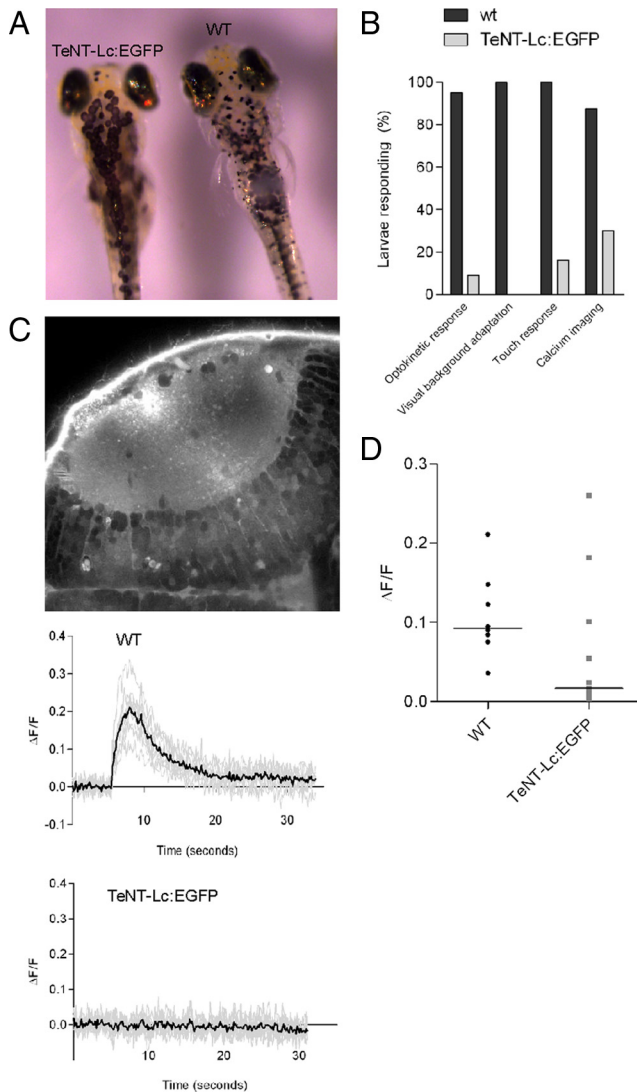 A
TeNT-Lc:EGFP
WT
B
wt
TeNT-Lc:EGFP
Larvae responding (%)
100
80
60
40
20
0
Optokinetic response
Visual background adaptation
Touch response
Calcium imaging
C
WT
ΔF/F
0.4
0.3
0.2
0.1
0.0
-0.1
10
20
30
Time (seconds)
TeNT-Lc:EGFP
ΔF/F
0.4
0.3
0.2
0.1
0.0
10
20
30
Time (seconds)
D
ΔF/F
0.3
0.2
0.1
0.0
WT
TeNT-Lc:EGFP